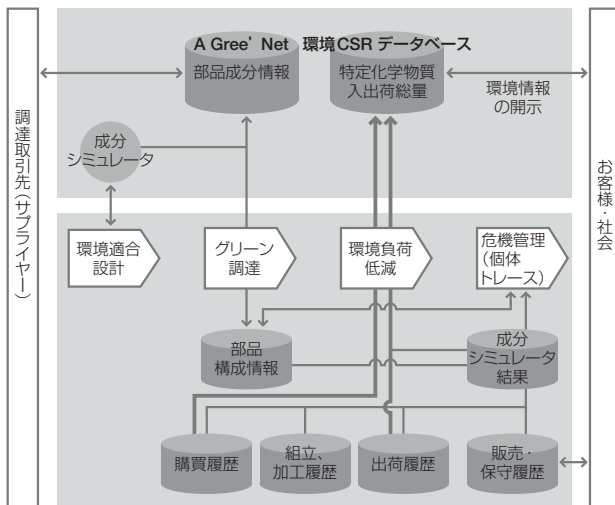 A Gree' Net 環境CSRデータベース
部品成分情報
特定化学物質
入出荷総量
環境情報
の開示
調達取引先(サプライヤー)
お客様・社会
成分
シミュレータ
環境適合
設計
グリーン
調達
環境負荷
低減
危機管理
(個体
トレース)
部品
構成情報
成分
シミュレータ
結果
購買履歴
組立、
加工履歴
出荷履歴
販売・
保守履歴